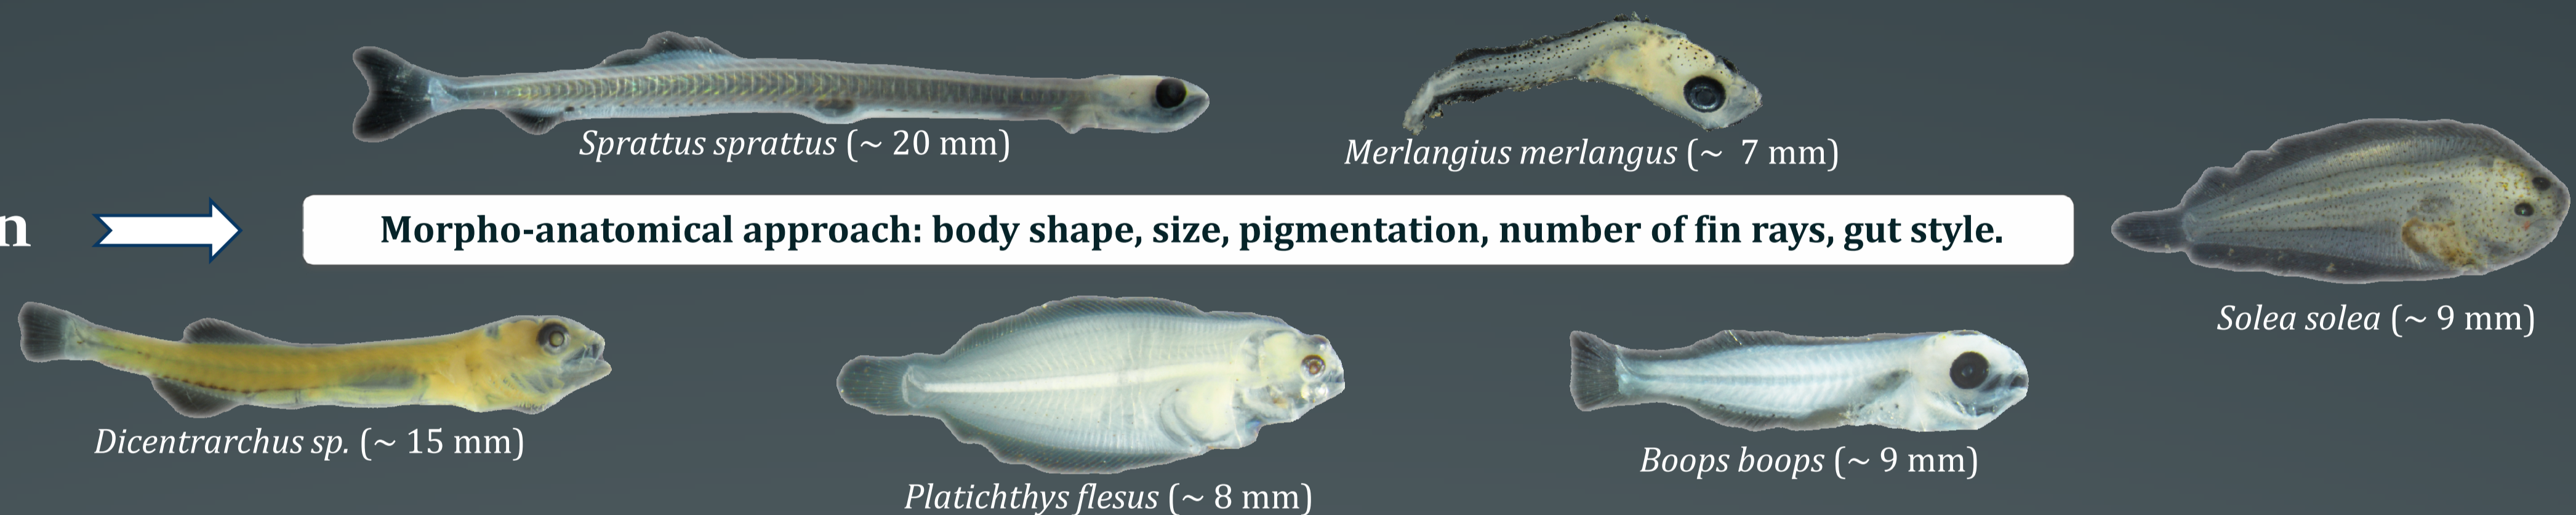 Sprattus sprattus (~ 20 mm)
Merlangius merlangus (~ 7 mm)
n
Morpho-anatomical approach: body shape, size, pigmentation, number of fin rays, gut style.
Solea solea (~ 9 mm)
Dicentrarchus sp. (~ 15 mm)
Boops boops (~ 9 mm)
Platichthys flesus (~ 8 mm)